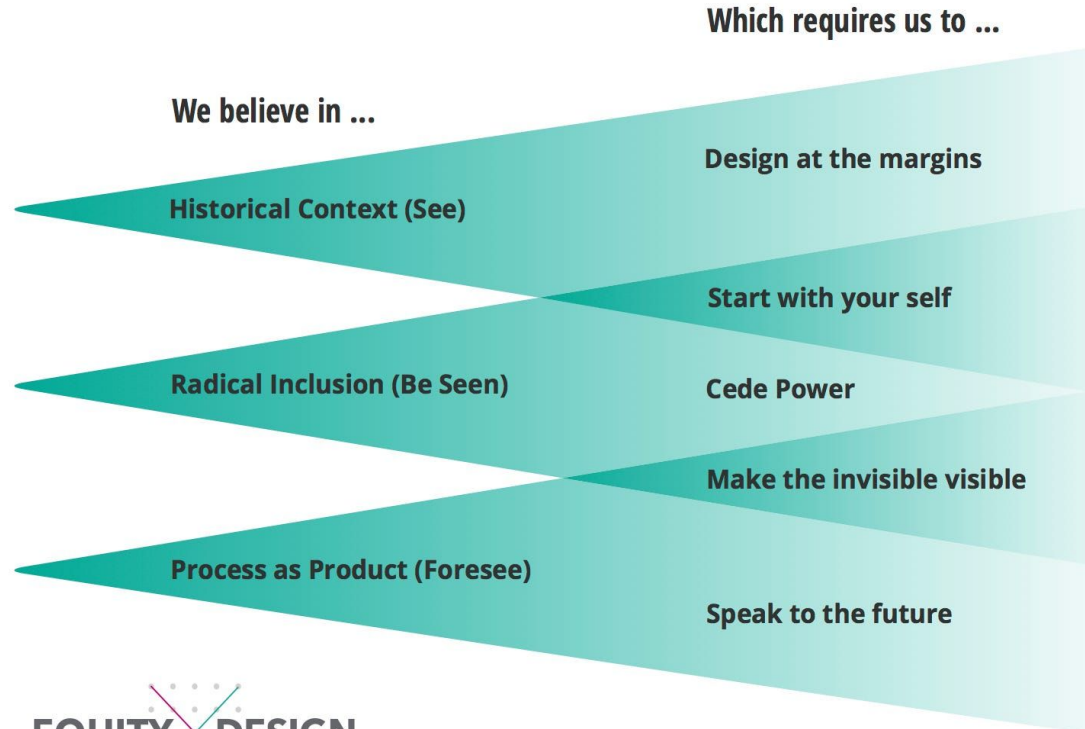 Which requires us to ...
We believe in ...
Design at the margins
Historical Context (See)
Start with your self
Radical Inclusion (Be Seen)
Cede Power
Make the invisible visible
Process as Product (Foresee)
Speak to the future
EQUITY DESIGN